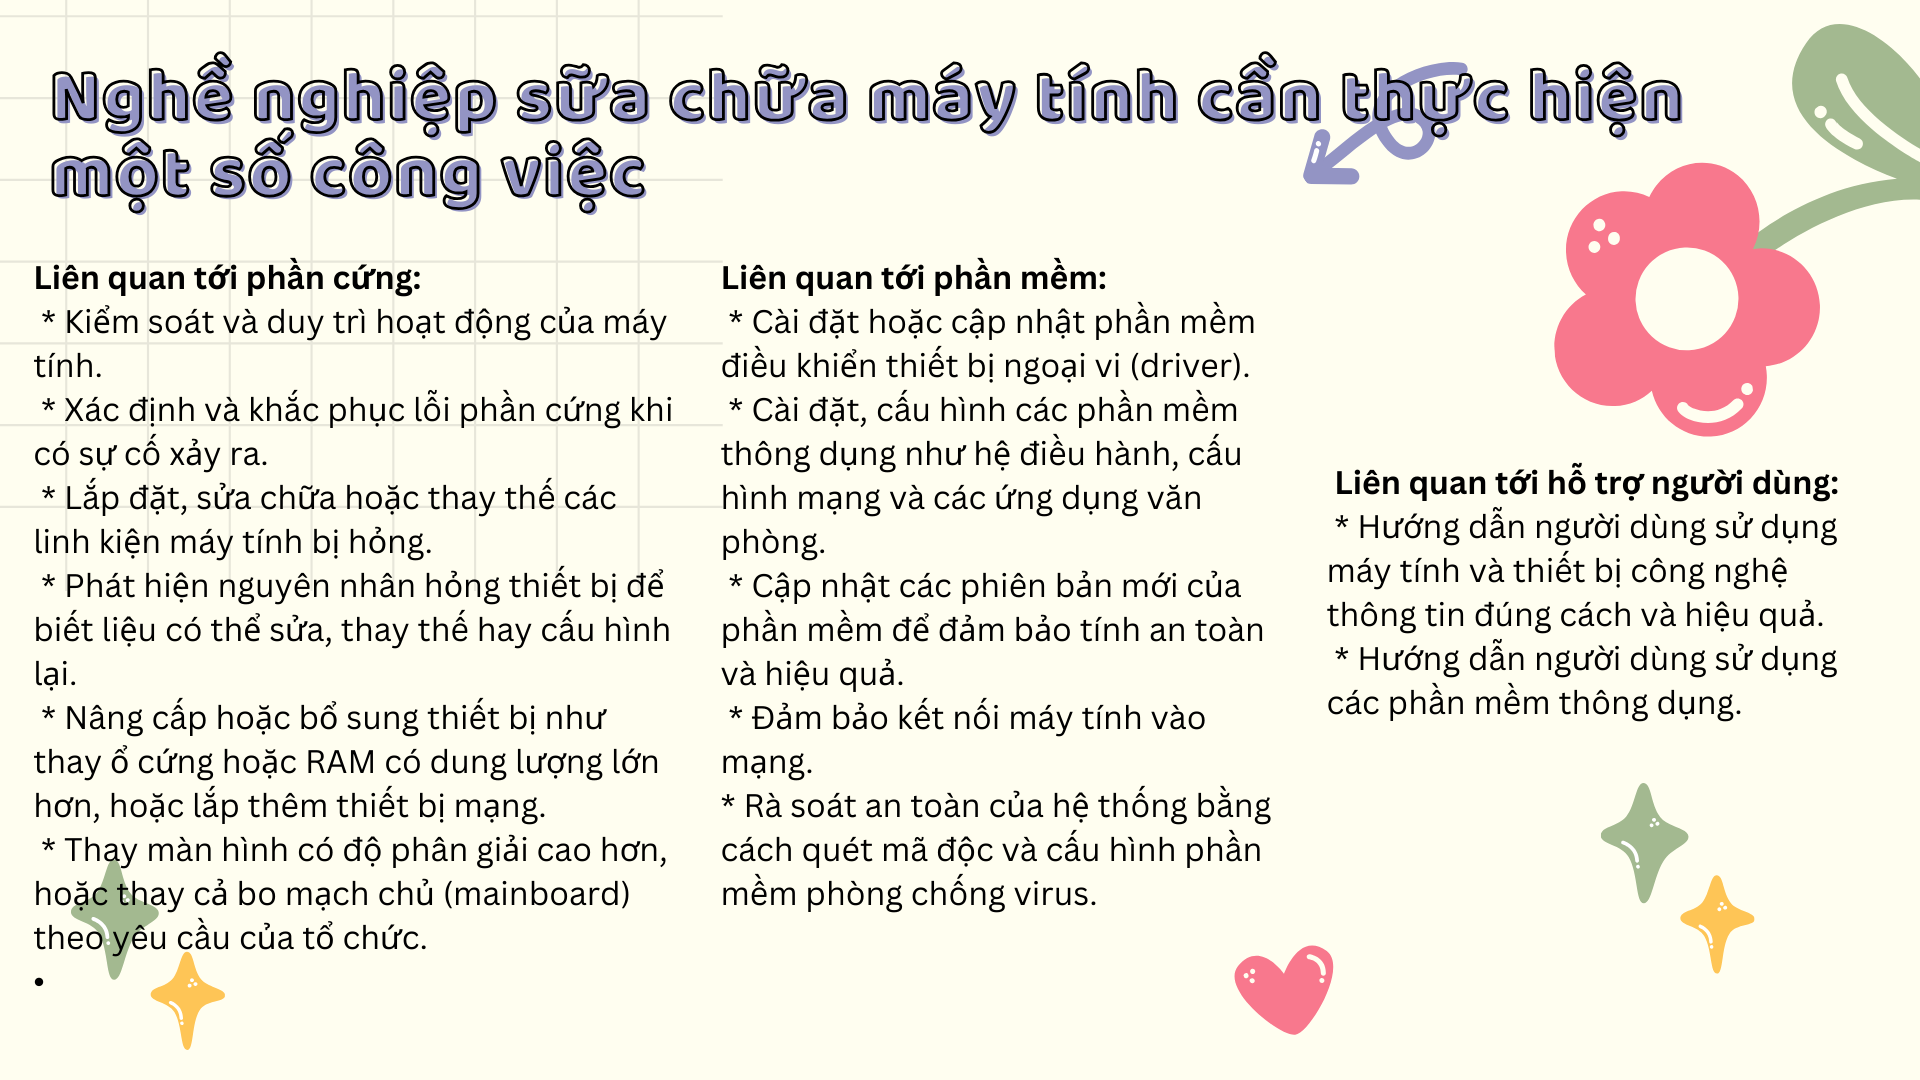 Nghề nghiệp sữa chữa máy tính cần thực hiện
một số công việc
Liên quan tới phần cứng:
* Kiểm soát và duy trì hoạt động của máy
tính.
* Xác định và khắc phục lỗi phần cứng khi
có sự cố xảy ra.
* Lắp đặt, sửa chữa hoặc thay thế các
linh kiện máy tính bị hỏng.
* Phát hiện nguyên nhân hỏng thiết bị để
biết liệu có thể sửa, thay thế hay cấu hình
lại.
* Nâng cấp hoặc bổ sung thiết bị như
thay ổ cứng hoặc RAM có dung lượng lớn
hơn, hoặc lắp thêm thiết bị mạng.
* Thay màn hình có độ phân giải cao hơn,
hoặc thay cả bo mạch chủ (mainboard)
theo yêu cầu của tổ chức.
•
Liên quan tới phần mềm:
* Cài đặt hoặc cập nhật phần mềm
điều khiển thiết bị ngoại vi (driver).
* Cài đặt, cấu hình các phần mềm
thông dụng như hệ điều hành, cấu
hình mạng và các ứng dụng văn
phòng.
* Cập nhật các phiên bản mới của
phần mềm để đảm bảo tính an toàn
và hiệu quả.
* Đảm bảo kết nối máy tính vào
mạng.
* Rà soát an toàn của hệ thống bằng
cách quét mã độc và cấu hình phần
mềm phòng chống virus.
Liên quan tới hỗ trợ người dùng:
* Hướng dẫn người dùng sử dụng
máy tính và thiết bị công nghệ
thông tin đúng cách và hiệu quả.
* Hướng dẫn người dùng sử dụng
các phần mềm thông dụng.